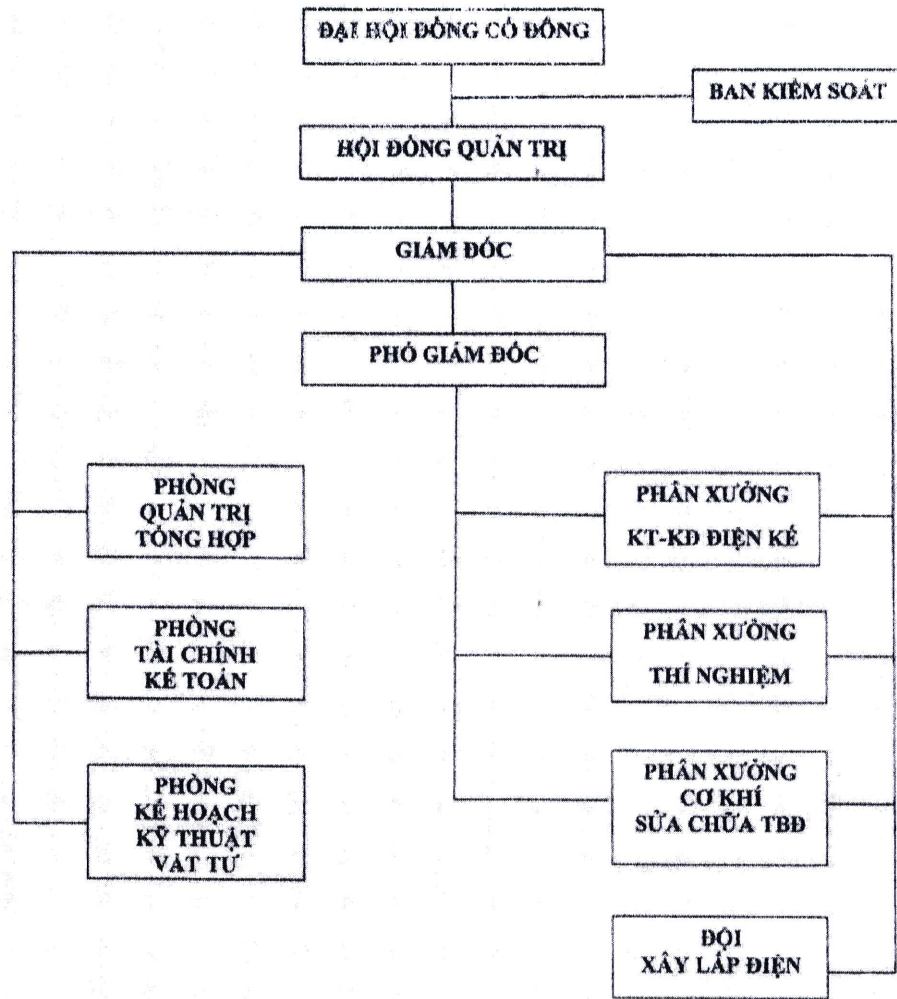 ĐẠI HỘI ĐỒNG CỔ ĐÔNG
BAN KIỂM SOÁT
HỘI ĐỒNG QUẢN TRỊ
GIÁM ĐỐC
PHÓ GIÁM ĐỐC
PHÒNG
QUẢN TRỊ
TỔNG HỢP
PHÂN XƯỞNG
KT-KĐ ĐIỆN KẾ
PHÒNG
TÀI CHÍNH
KẾ TOÁN
PHÂN XƯỞNG
THÍ NGHIỆM
PHÒNG
KẾ HOẠCH
KỸ THUẬT
VẬT TƯ
PHÂN XƯỞNG
CƠ KHÍ
SỬA CHỮA TBĐ
ĐỘI
XÂY LẮP ĐIỆN